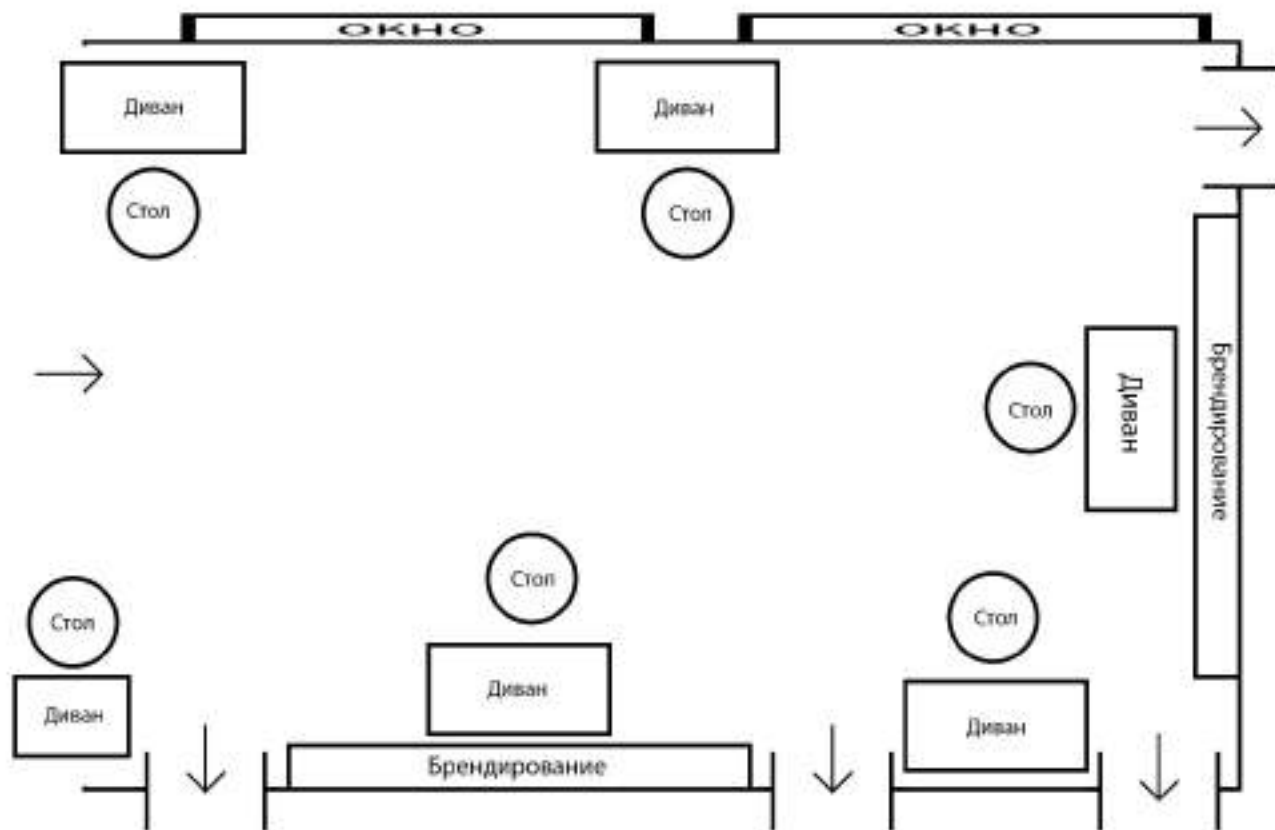 ОКНО
ОКНО
Диван
Диван
Стол
Стол
Диван
Стол
Брендирование
Стол
Стол
Стол
Диван
Диван
Диван
Брендирование